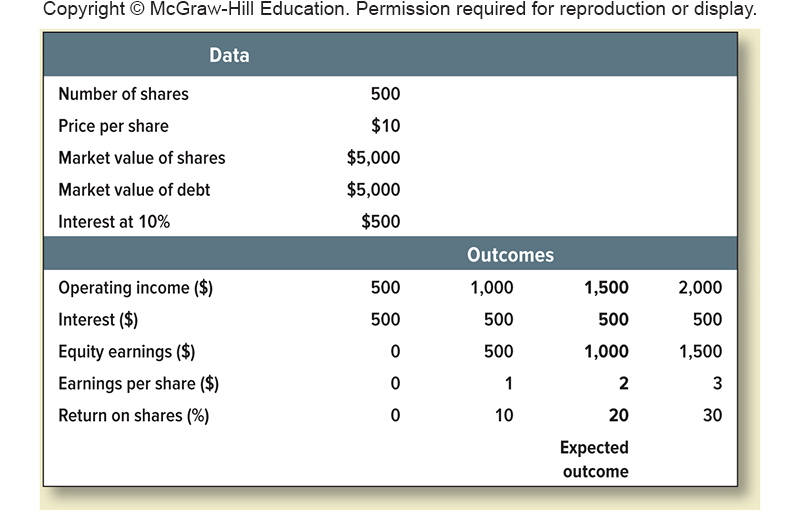 Copyright © McGraw-Hill Education. Permission required for reproduction or display.
Data
Number of shares 500
Price per share $10
Market value of shares $5,000
Market value of debt $5,000
Interest at 10% $500
Outcomes
Operating income ($) 500 1,000 1,500 2,000
Interest ($) 500 500 500 500
Equity earnings ($) 0 500 1,000 1,500
Earnings per share ($) 0 1 2 3
Return on shares (%) 0 10 20 30
Expected
outcome